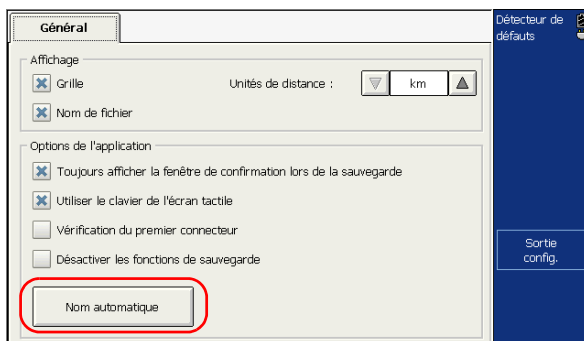 Général
Détecteur de
défauts
Affichage
Grille
Unités de distance :
km
Nom de fichier
Options de l'application
Toujours afficher la fenêtre de confirmation lors de la sauvegarde
Utiliser le clavier de l'écran tactile
Vérification du premier connecteur
Désactiver les fonctions de sauvegarde
Sortie
config.
Nom automatique